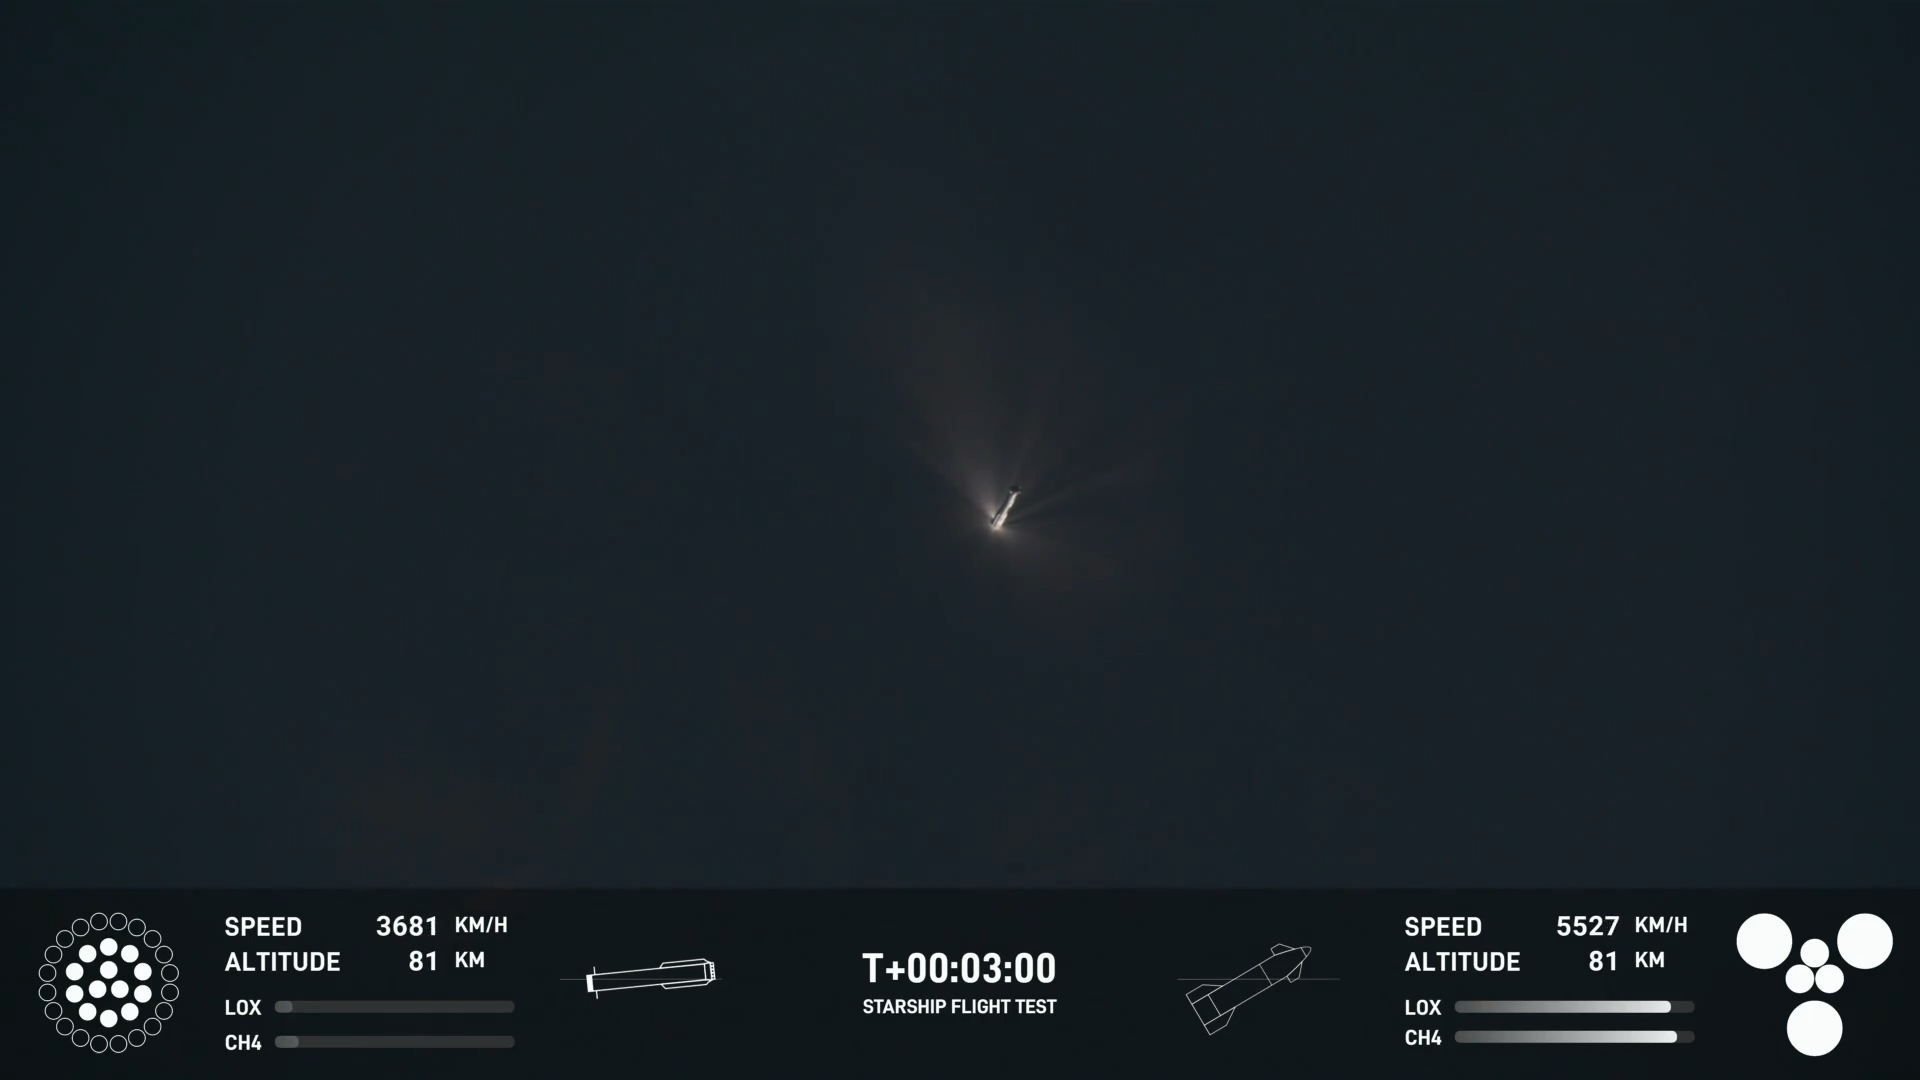 SPEED 3681 KM/H
ALTITUDE 81 KM
LOX
CH4
T+00:03:00
STARSHIP FLIGHT TEST
SPEED 5527 KM/H
ALTITUDE 81 KM
LOX
CH4